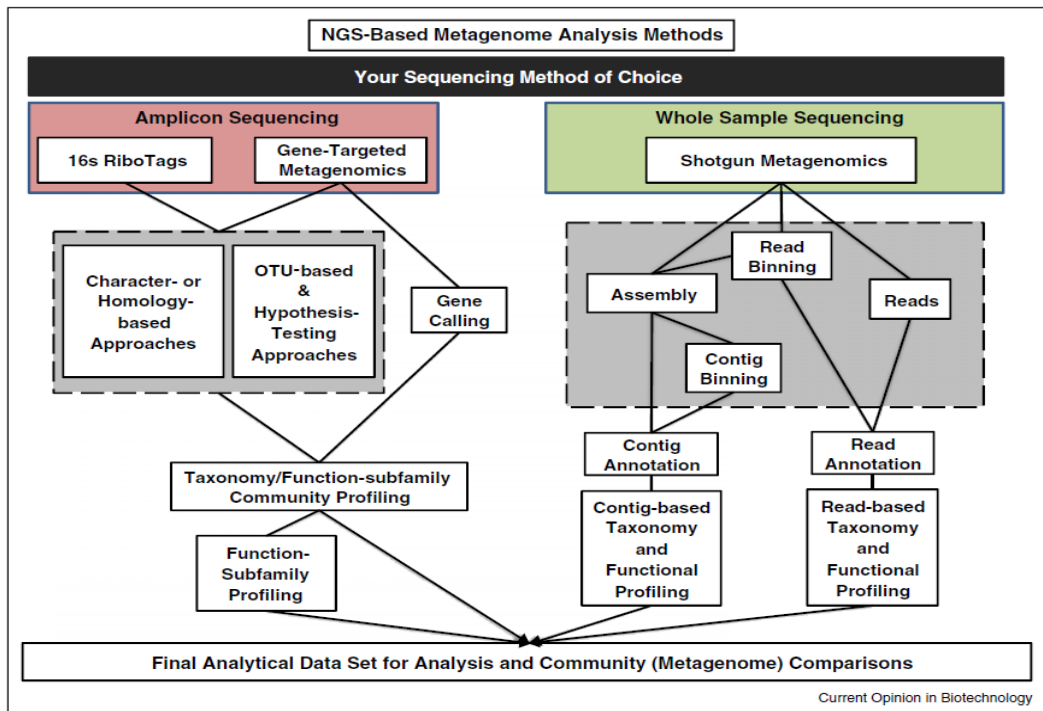 NGS-Based Metagenome Analysis Methods
Your Sequencing Method of Choice
Amplicon Sequencing
16s RiboTags
Gene-Targeted
Metagenomics
Whole Sample Sequencing
Shotgun Metagenomics
Character- or
Homology-
based
Approaches
OTU-based
&
Hypothesis-
Testing
Approaches
Gene
Calling
Read
Binning
Assembly
Reads
Contig
Binning
Contig
Annotation
Read
Annotation
Taxonomy/Function-subfamily
Community Profiling
Function-
Subfamily
Profiling
Contig-based
Taxonomy
and
Functional
Profiling
Read-based
Taxonomy
and
Functional
Profiling
Final Analytical Data Set for Analysis and Community (Metagenome) Comparisons
Current Opinion in Biotechnology